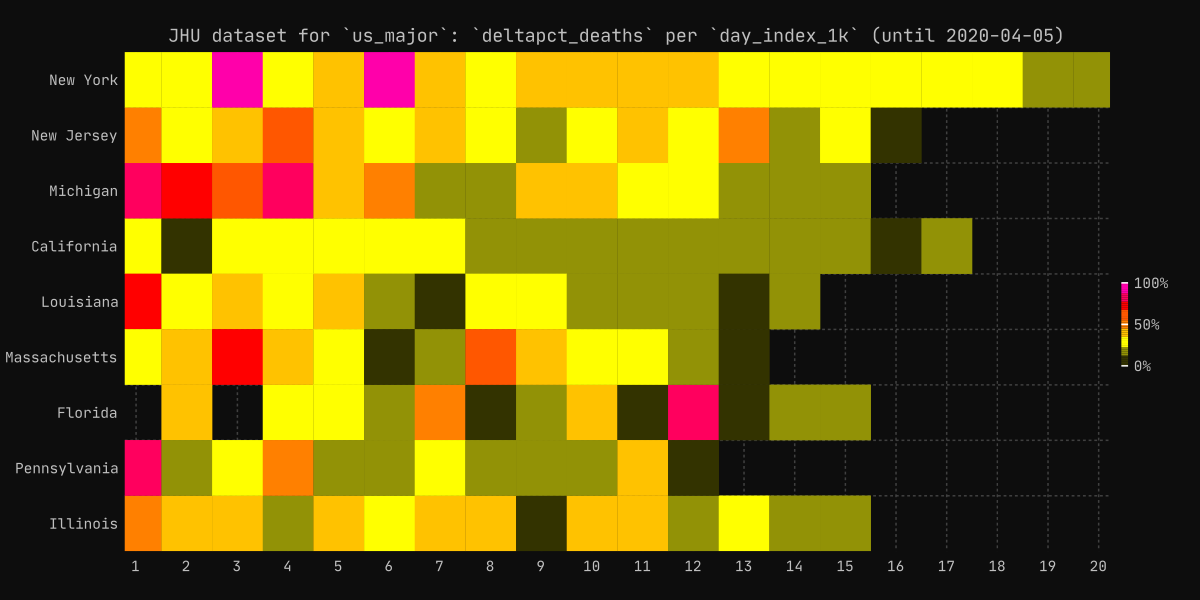 JHU dataset for `us_major`: `deltapct_deaths` per `day_index_1k` (until 2020-04-05)
New York
New Jersey
Michigan
California
Louisiana
Massachusetts
Florida
Pennsylvania
Illinois
100%
50%
0%
1 2 3 4 5 6 7 8 9 10 11 12 13 14 15 16 17 18 19 20